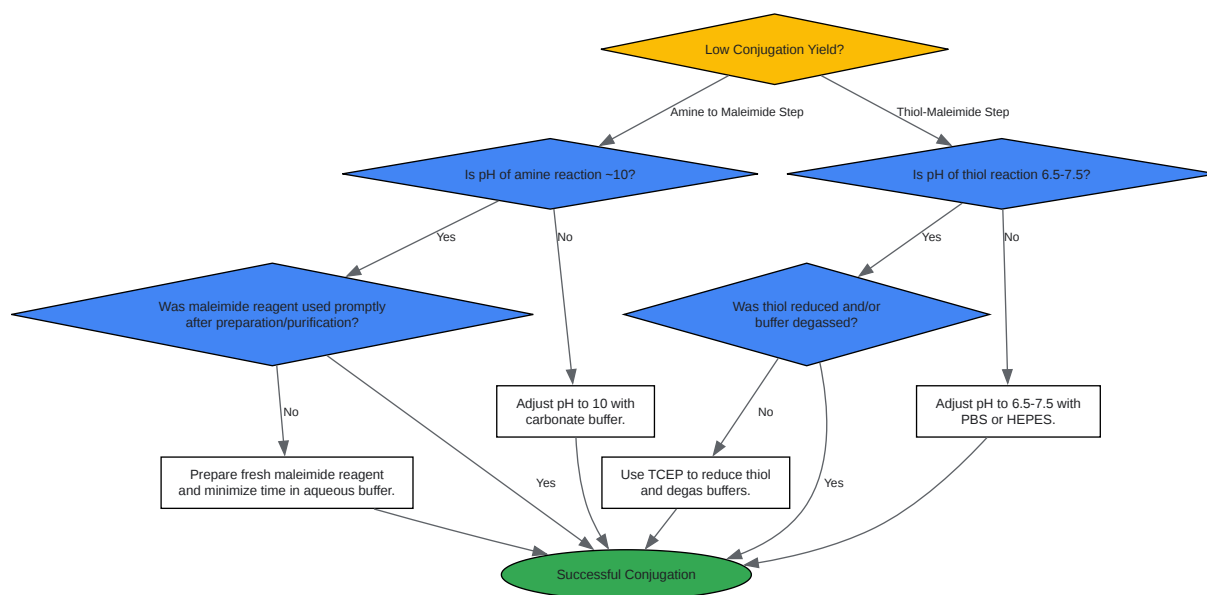 Low Conjugation Yield?
Amine to Maleimide Step
Thiol-Maleimide Step
Is pH of amine reaction ~10?
Is pH of thiol reaction 6.5-7.5?
Yes
No
Yes
No
Was maleimide reagent used promptly
after preparation/purification?
Was thiol reduced and/or
buffer degassed?
No
Adjust pH to 10 with
carbonate buffer.
No
Adjust pH to 6.5-7.5 with
PBS or HEPES.
Prepare fresh maleimide reagent
and minimize time in aqueous buffer.
Yes
Use TCEP to reduce thiol
and degas buffers.
Yes
Successful Conjugation